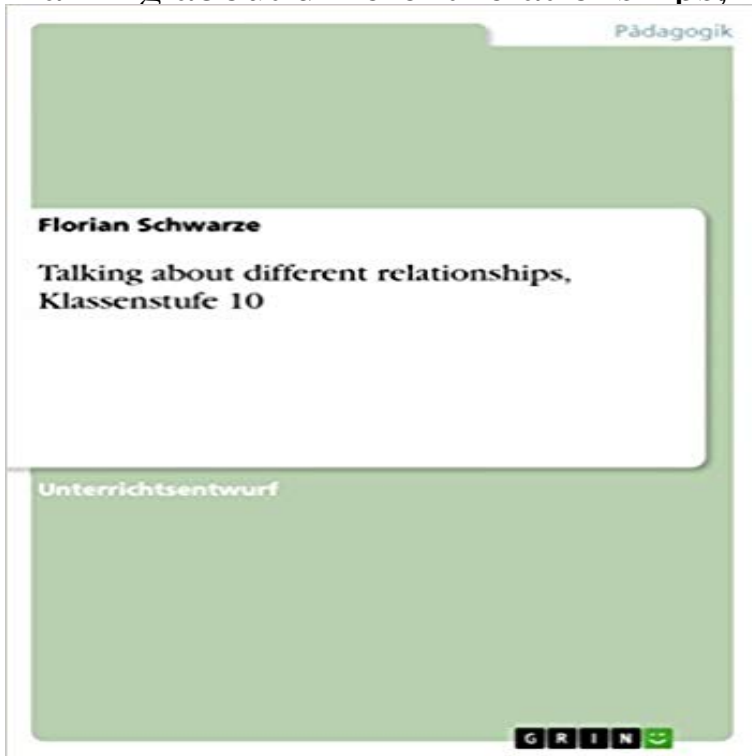 Pädagogik
Florian Schwarze
Talking about different relationships,
Klassenstufe 10
Unterrichtsentwurf
GRIN